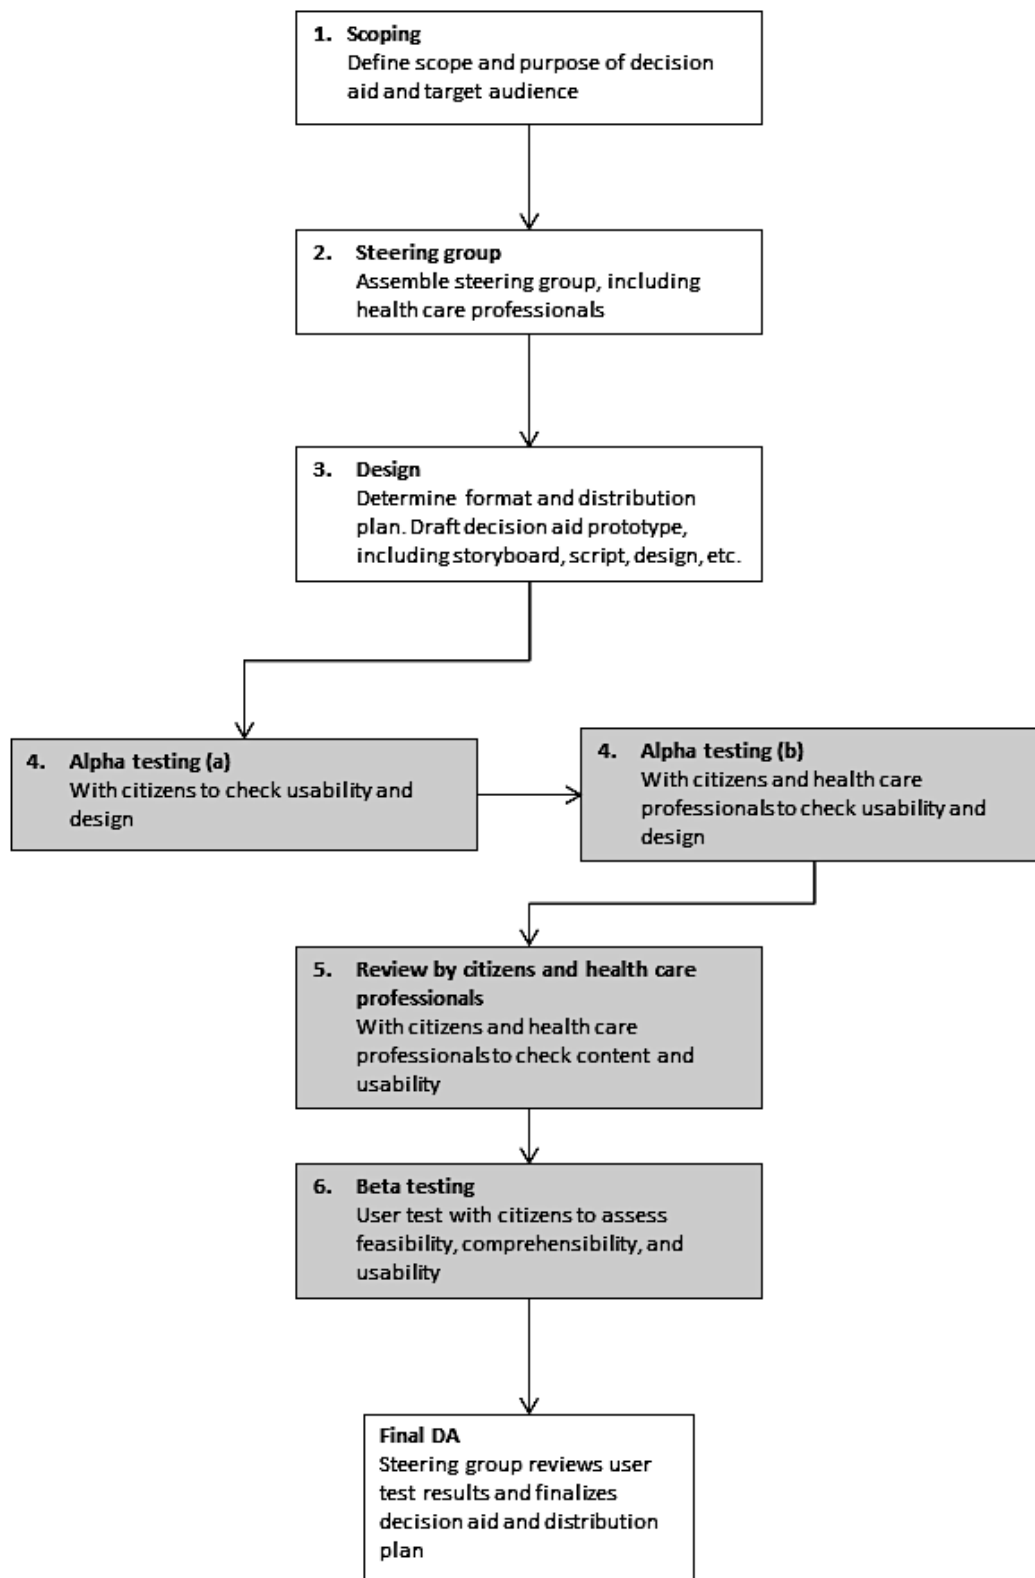 1. Scoping
Define scope and purpose of decision
aid and target audience
2. Steering group
Assemble steering group, including
health care professionals
3. Design
Determine format and distribution
plan. Draft decision aid prototype,
including storyboard, script, design, etc.
4. Alpha testing (a)
With citizens to check usability and
design
4. Alpha testing (b)
With citizens and health care
professionals to check usability and
design
5. Review by citizens and health care
professionals
With citizens and health care
professionals to check content and
usability
6. Beta testing
User test with citizens to assess
feasibility, comprehensibility, and
usability
Final DA
Steering group reviews user
test results and finalizes
decision aid and distribution
plan